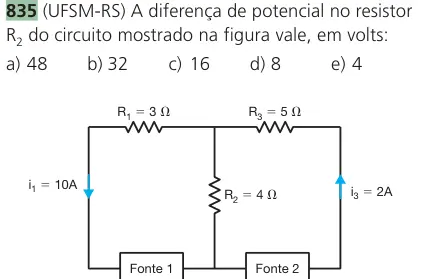 835 (UFSM-RS) A diferença de potencial no resistor
R₂ do circuito mostrado na figura vale, em volts:
a) 48 b) 32 c) 16 d) 8 e) 4
R₁ = 3 Ω R₃ = 5 Ω
i₁ = 10A R₂ = 4 Ω i₃ = 2A
Fonte 1 Fonte 2